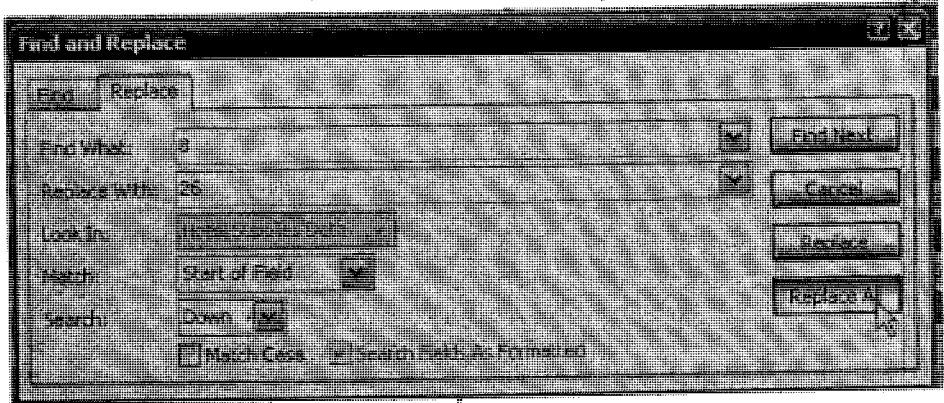 Find and Replace
Find Replace
Find What: 8 Find Next
Replace With: 26 Cancel
Look In: Replace
Match: Start of Field Replace A
Search: Down
Match Case Search Fields As Formatted